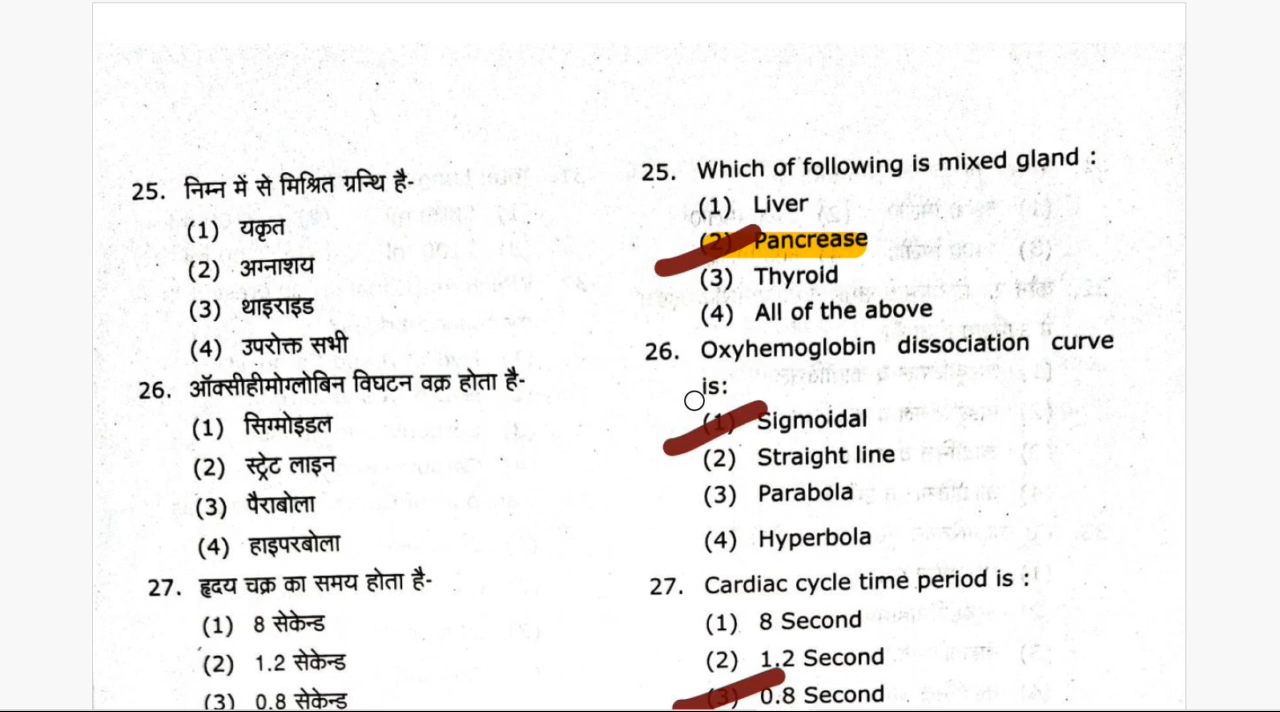 25. निम्न में से मिश्रित ग्रन्थि है-
(1) यकृत
(2) अग्नाशय
(3) थाइराइड
(4) उपरोक्त सभी
26. ऑक्सीहीमोग्लोबिन विघटन वक्र होता है-
(1) सिग्मोइडल
(2) स्ट्रेट लाइन
(3) पैराबोला
(4) हाइपरबोला
27. हृदय चक्र का समय होता है-
(1) 8 सेकेन्ड
(2) 1.2 सेकेन्ड
(3) 0.8 सेकेन्ड
25. Which of following is mixed gland :
(1) Liver
(2) Pancrease
(3) Thyroid
(4) All of the above
26. Oxyhemoglobin dissociation curve
is:
(1) Sigmoidal
(2) Straight line
(3) Parabola
(4) Hyperbola
27. Cardiac cycle time period is :
(1) 8 Second
(2) 1.2 Second
(3) 0.8 Second